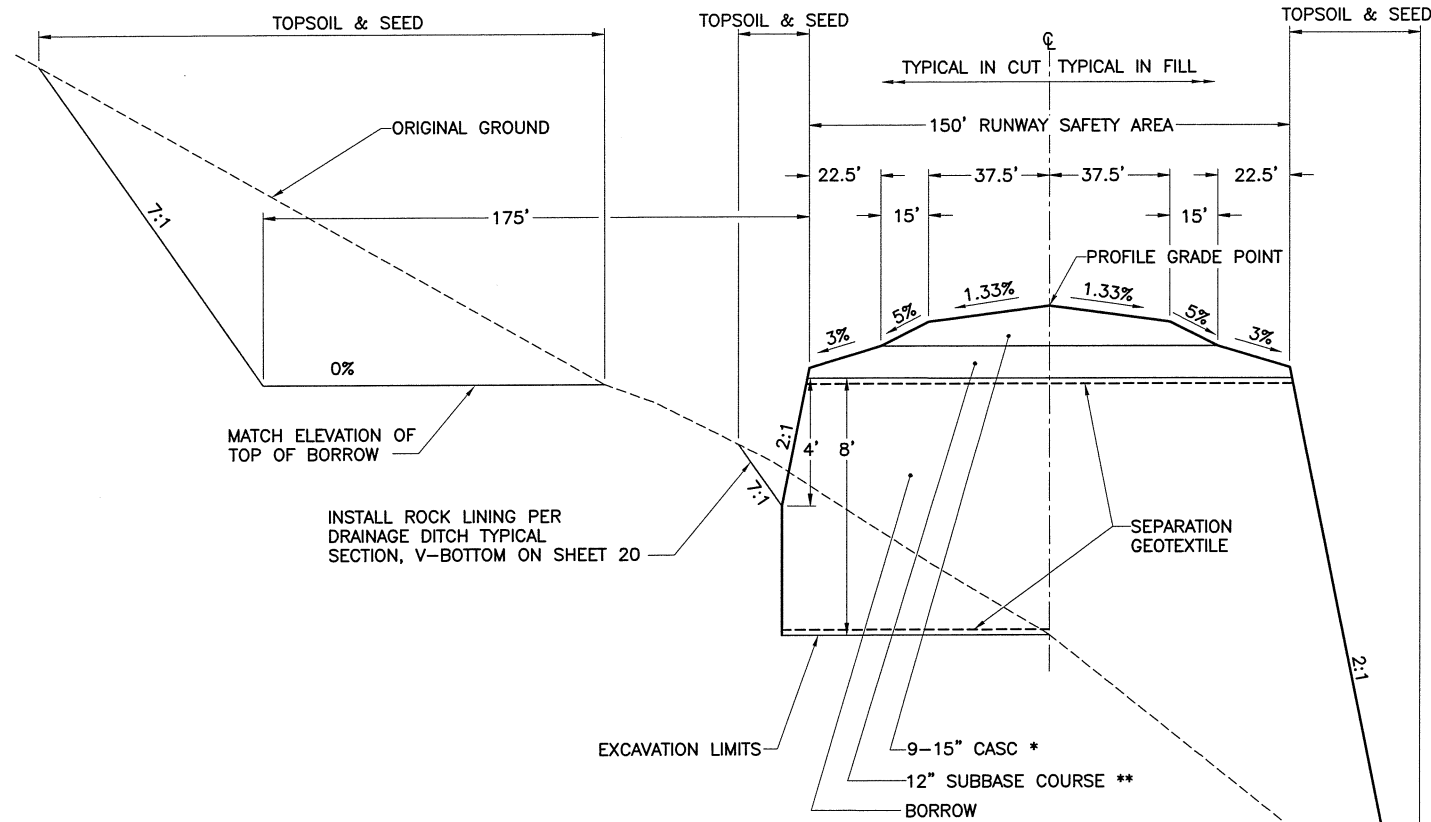 TOPSOIL & SEED
TOPSOIL & SEED
TOPSOIL & SEED
℄
TYPICAL IN CUT
TYPICAL IN FILL
ORIGINAL GROUND
150' RUNWAY SAFETY AREA
22.5'
37.5'
37.5'
22.5'
7:1
175'
15'
15'
PROFILE GRADE POINT
1.33%
1.33%
5%
5%
3%
3%
0%
MATCH ELEVATION OF
TOP OF BORROW
2:1
4'
8'
7:1
INSTALL ROCK LINING PER
DRAINAGE DITCH TYPICAL
SECTION, V-BOTTOM ON SHEET 20
SEPARATION
GEOTEXTILE
2:1
EXCAVATION LIMITS
9-15" CASC *
12" SUBBASE COURSE **
BORROW